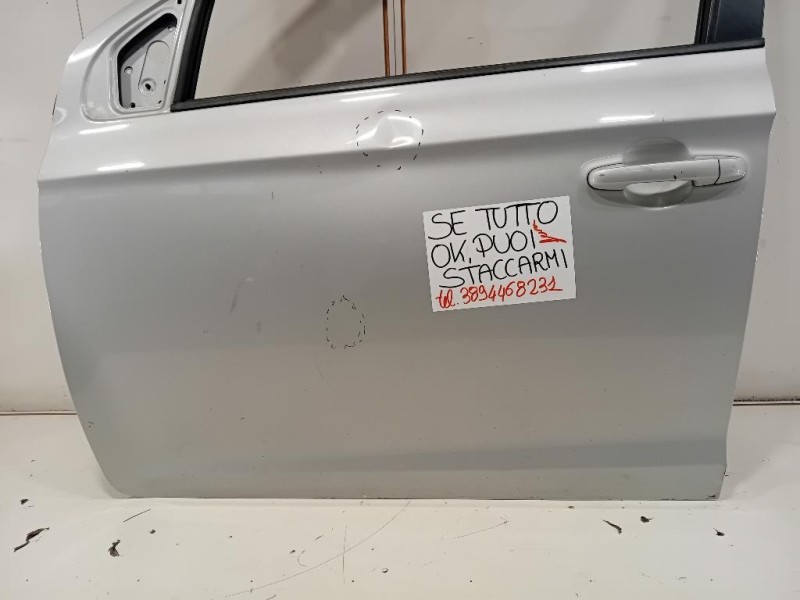 SE TUTTO
OK, PUOI
STACCARMI
tel. 3894468231